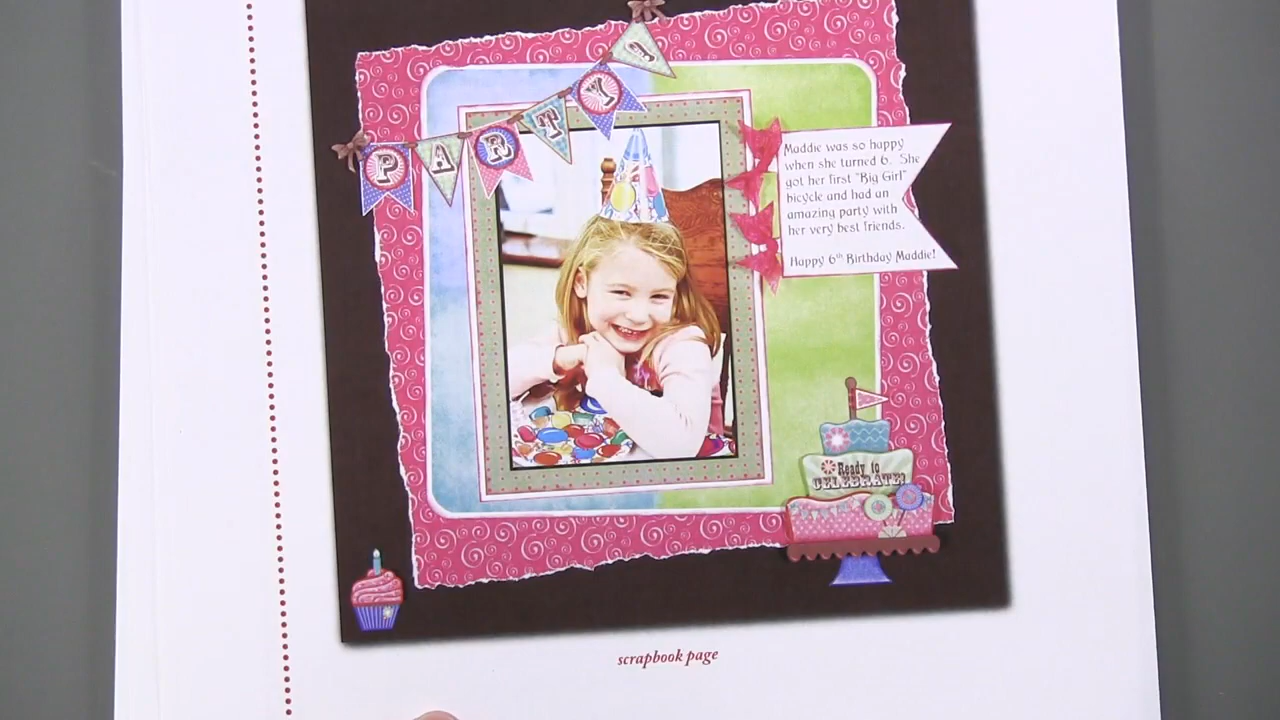 PARTY!
Maddie was so happy
when she turned 6. She
got her first "Big Girl"
bicycle and had an
amazing party with
her very best friends.
Happy 6th Birthday Maddie!
Ready to
CELEBRATE!
scrapbook page